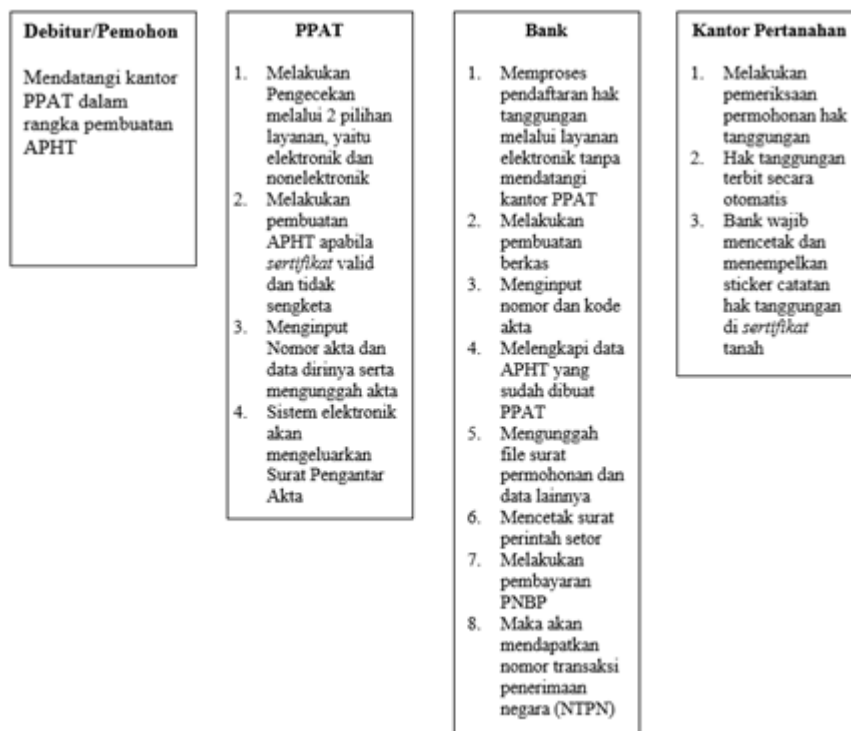 Debitur/Pemohon
Mendatangi kantor
PPAT dalam
rangka pembuatan
APHT
PPAT
1. Melakukan
Pengecekan
melalui 2 pilihan
layanan, yaitu
elektronik dan
nonelektronik
2. Melakukan
pembuatan
APHT apabila
sertifikat valid
dan tidak
sengketa
3. Menginput
Nomor akta dan
data dirinya serta
mengunggah akta
4. Sistem elektronik
akan
mengeluarkan
Surat Pengantar
Akta
Bank
1. Memproses
pendaftaran hak
tanggungan
melalui layanan
elektronik tanpa
mendatangi
kantor PPAT
2. Melakukan
pembuatan
berkas
3. Menginput
nomor dan kode
akta
4. Melengkapi data
APHT yang
sudah dibuat
PPAT
5. Mengunggah
file surat
permohonan dan
data lainnya
6. Mencetak surat
perintah setor
7. Melakukan
pembayaran
PNBP
8. Maka akan
mendapatkan
nomor transaksi
penerimaan
negara (NTPN)
Kantor Pertanahan
1. Melakukan
pemeriksaan
permohonan hak
tanggungan
2. Hak tanggungan
terbit secara
otomatis
3. Bank wajib
mencetak dan
menempelkan
sticker catatan
hak tanggungan
di sertifikat
tanah